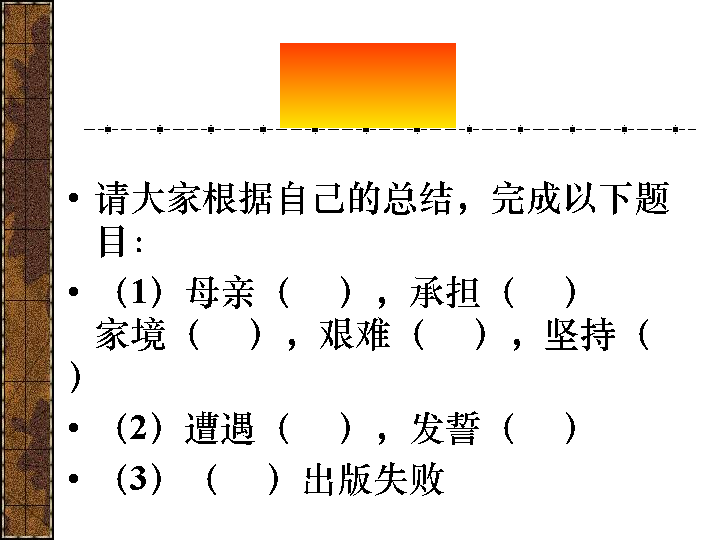 • 请大家根据自己的总结，完成以下题
目：
• （1）母亲（　），承担（　）
家境（　），艰难（　），坚持（
）
• （2）遭遇（　），发誓（　）
• （3）（　）出版失败